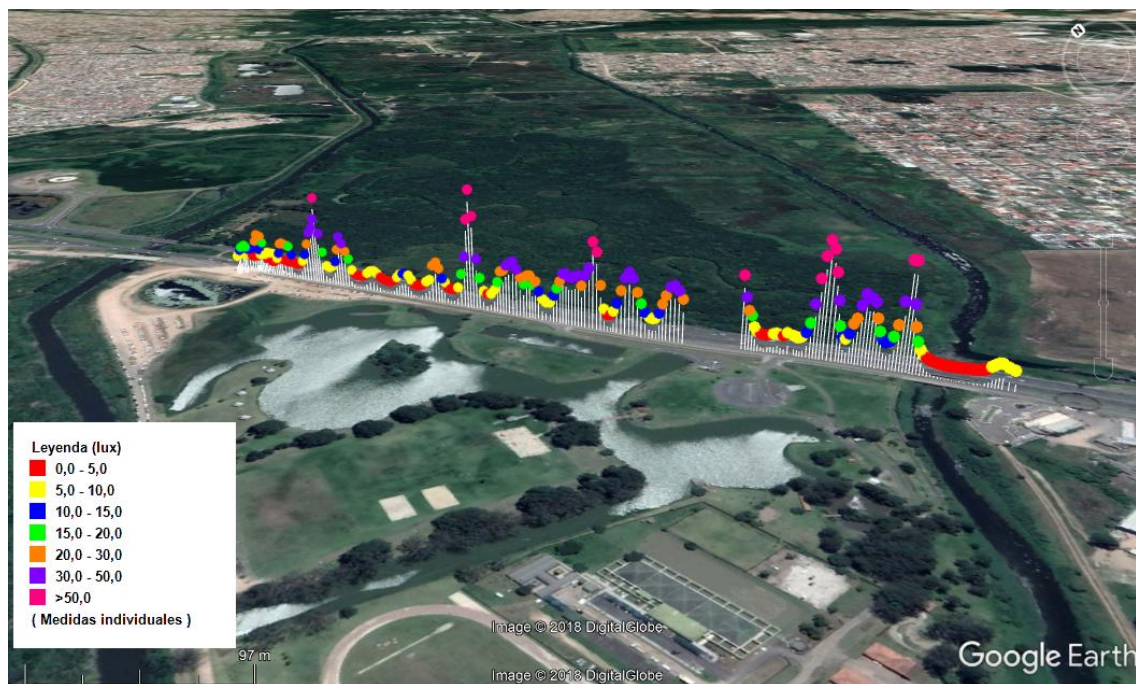 N
Leyenda (lux)
0,0 - 5,0
5,0 - 10,0
10,0 - 15,0
15,0 - 20,0
20,0 - 30,0
30,0 - 50,0
>50,0
( Medidas individuales )
97 m
Image © 2018 DigitalGlobe
Image © 2018 DigitalGlobe
Google Earth